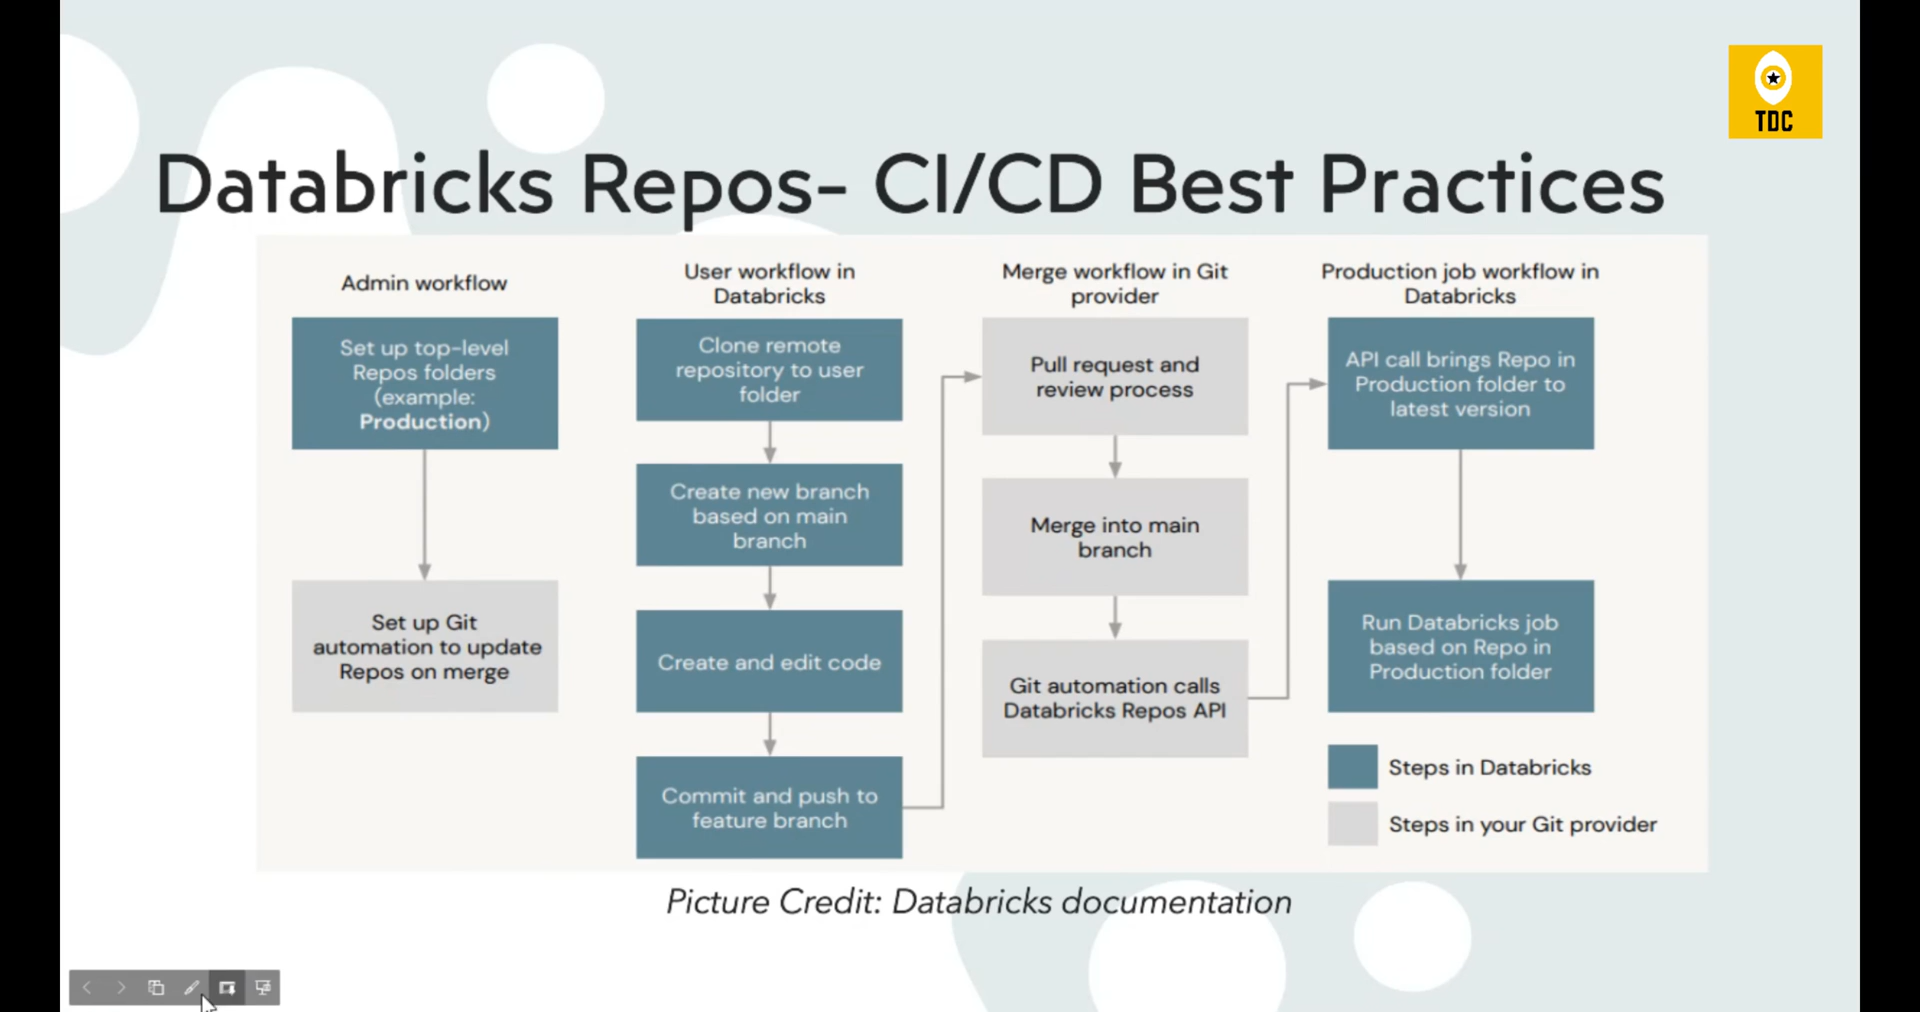 TDC
Databricks Repos- CI/CD Best Practices
Admin workflow
Set up top-level
Repos folders
(example:
Production)
Set up Git
automation to update
Repos on merge
User workflow in
Databricks
Clone remote
repository to user
folder
Create new branch
based on main
branch
Create and edit code
Commit and push to
feature branch
Merge workflow in Git
provider
Pull request and
review process
Merge into main
branch
Git automation calls
Databricks Repos API
Production job workflow in
Databricks
API call brings Repo in
Production folder to
latest version
Run Databricks job
based on Repo in
Production folder
Steps in Databricks
Steps in your Git provider
Picture Credit: Databricks documentation